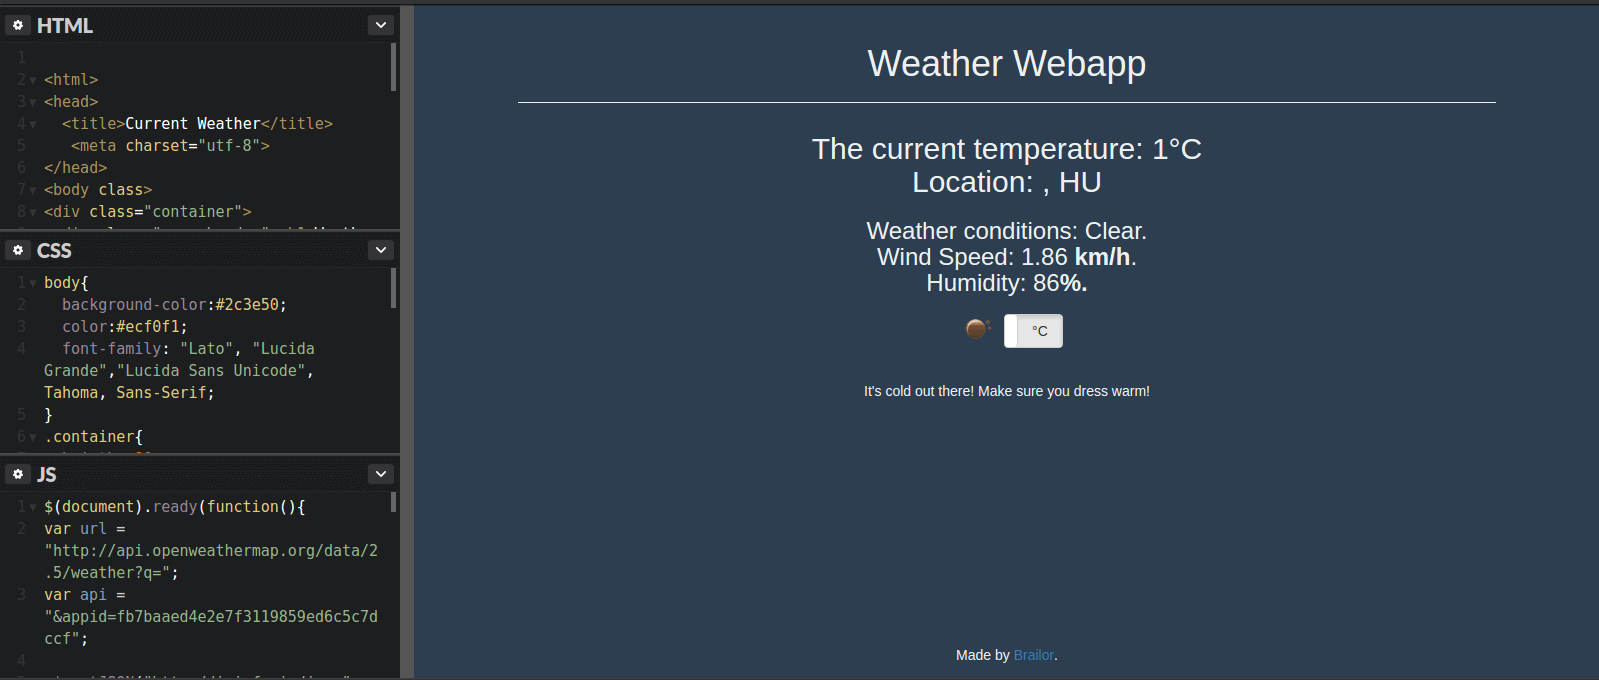 HTML
1
2 <html>
3 <head>
4 <title>Current Weather</title>
5 <meta charset="utf-8">
6 </head>
7 <body class>
8 <div class="container">
CSS
1 body{
2 background-color:#2c3e50;
3 color:#ecf0f1;
4 font-family: "Lato", "Lucida
Grande","Lucida Sans Unicode",
Tahoma, Sans-Serif;
5 }
6 .container{
JS
1 $(document).ready(function(){
2 var url =
"http://api.openweathermap.org/data/2
.5/weather?q=";
3 var api =
"&appid=fb7baaed4e2e7f3119859ed6c5c7d
ccf";
4
Weather Webapp
The current temperature: 1°C
Location: , HU
Weather conditions: Clear.
Wind Speed: 1.86 km/h.
Humidity: 86%.
°C
It's cold out there! Make sure you dress warm!
Made by Brailor.